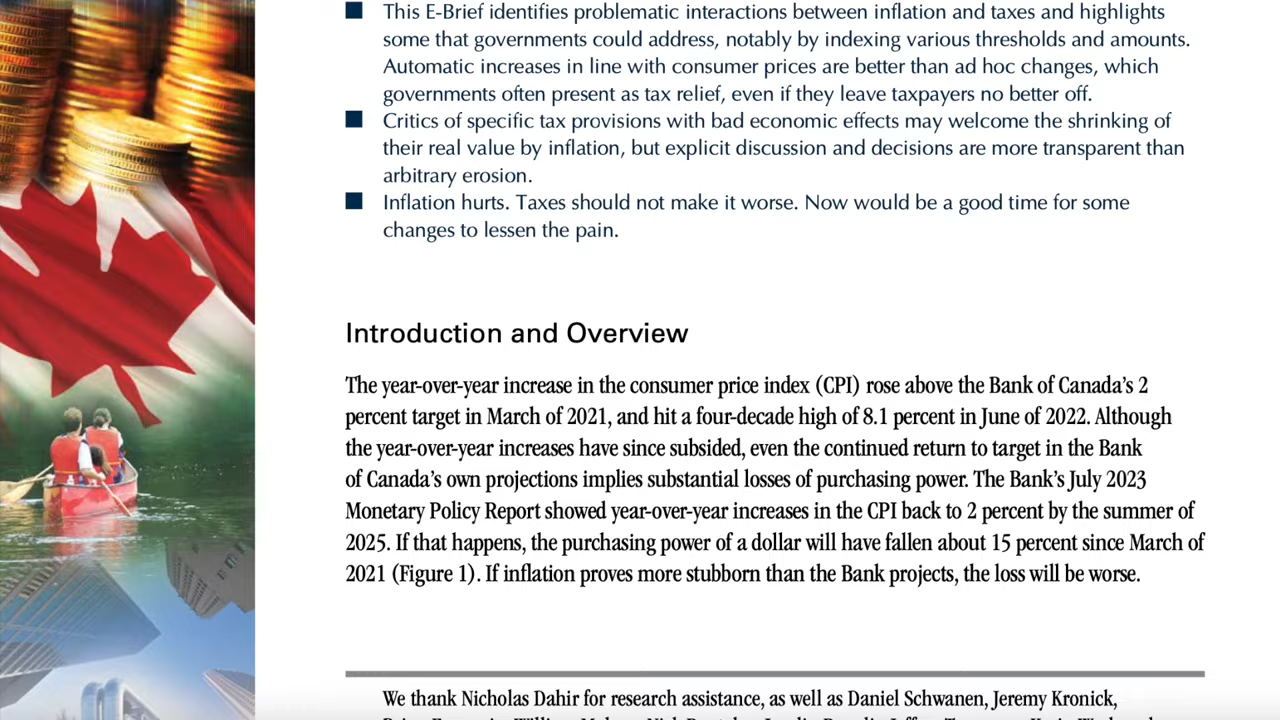 This E-Brief identifies problematic interactions between inflation and taxes and highlights
some that governments could address, notably by indexing various thresholds and amounts.
Automatic increases in line with consumer prices are better than ad hoc changes, which
governments often present as tax relief, even if they leave taxpayers no better off.
Critics of specific tax provisions with bad economic effects may welcome the shrinking of
their real value by inflation, but explicit discussion and decisions are more transparent than
arbitrary erosion.
Inflation hurts. Taxes should not make it worse. Now would be a good time for some
changes to lessen the pain.
Introduction and Overview
The year-over-year increase in the consumer price index (CPI) rose above the Bank of Canada’s 2
percent target in March of 2021, and hit a four-decade high of 8.1 percent in June of 2022. Although
the year-over-year increases have since subsided, even the continued return to target in the Bank
of Canada’s own projections implies substantial losses of purchasing power. The Bank’s July 2023
Monetary Policy Report showed year-over-year increases in the CPI back to 2 percent by the summer of
2025. If that happens, the purchasing power of a dollar will have fallen about 15 percent since March of
2021 (Figure 1). If inflation proves more stubborn than the Bank projects, the loss will be worse.
We thank Nicholas Dahir for research assistance, as well as Daniel Schwanen, Jeremy Kronick,